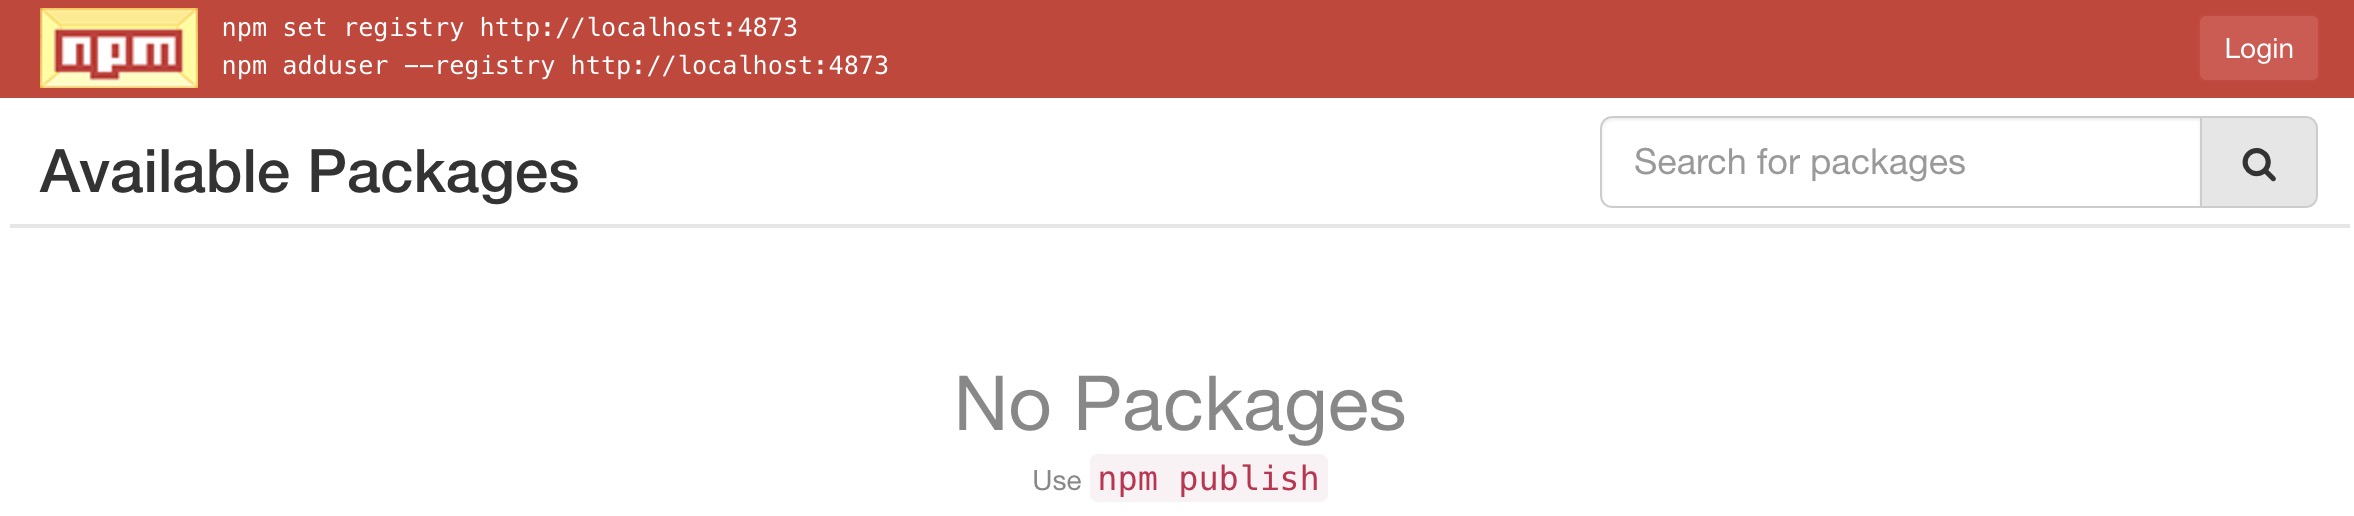 npm
npm set registry http://localhost:4873
npm adduser --registry http://localhost:4873
Login
Available Packages
Search for packages
No Packages
Use npm publish